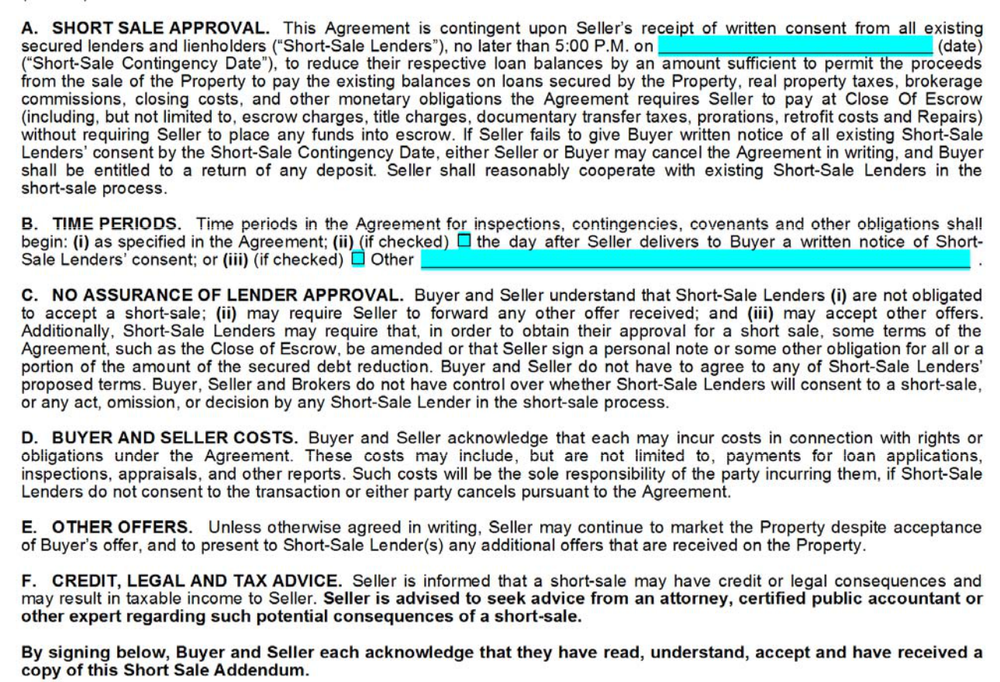 A. SHORT SALE APPROVAL. This Agreement is contingent upon Seller's receipt of written consent from all existing
secured lenders and lienholders ("Short-Sale Lenders"), no later than 5:00 P.M. on (date)
("Short-Sale Contingency Date"), to reduce their respective loan balances by an amount sufficient to permit the proceeds
from the sale of the Property to pay the existing balances on loans secured by the Property, real property taxes, brokerage
commissions, closing costs, and other monetary obligations the Agreement requires Seller to pay at Close Of Escrow
(including, but not limited to, escrow charges, title charges, documentary transfer taxes, prorations, retrofit costs and Repairs)
without requiring Seller to place any funds into escrow. If Seller fails to give Buyer written notice of all existing Short-Sale
Lenders' consent by the Short-Sale Contingency Date, either Seller or Buyer may cancel the Agreement in writing, and Buyer
shall be entitled to a return of any deposit. Seller shall reasonably cooperate with existing Short-Sale Lenders in the
short-sale process.
B. TIME PERIODS. Time periods in the Agreement for inspections, contingencies, covenants and other obligations shall
begin: (i) as specified in the Agreement; (ii) (if checked) ☐ the day after Seller delivers to Buyer a written notice of Short-
Sale Lenders' consent; or (iii) (if checked) ☐ Other .
C. NO ASSURANCE OF LENDER APPROVAL. Buyer and Seller understand that Short-Sale Lenders (i) are not obligated
to accept a short-sale; (ii) may require Seller to forward any other offer received; and (iii) may accept other offers.
Additionally, Short-Sale Lenders may require that, in order to obtain their approval for a short sale, some terms of the
Agreement, such as the Close of Escrow, be amended or that Seller sign a personal note or some other obligation for all or a
portion of the amount of the secured debt reduction. Buyer and Seller do not have to agree to any of Short-Sale Lenders'
proposed terms. Buyer, Seller and Brokers do not have control over whether Short-Sale Lenders will consent to a short-sale,
or any act, omission, or decision by any Short-Sale Lender in the short-sale process.
D. BUYER AND SELLER COSTS. Buyer and Seller acknowledge that each may incur costs in connection with rights or
obligations under the Agreement. These costs may include, but are not limited to, payments for loan applications,
inspections, appraisals, and other reports. Such costs will be the sole responsibility of the party incurring them, if Short-Sale
Lenders do not consent to the transaction or either party cancels pursuant to the Agreement.
E. OTHER OFFERS. Unless otherwise agreed in writing, Seller may continue to market the Property despite acceptance
of Buyer's offer, and to present to Short-Sale Lender(s) any additional offers that are received on the Property.
F. CREDIT, LEGAL AND TAX ADVICE. Seller is informed that a short-sale may have credit or legal consequences and
may result in taxable income to Seller. Seller is advised to seek advice from an attorney, certified public accountant or
other expert regarding such potential consequences of a short-sale.
By signing below, Buyer and Seller each acknowledge that they have read, understand, accept and have received a
copy of this Short Sale Addendum.